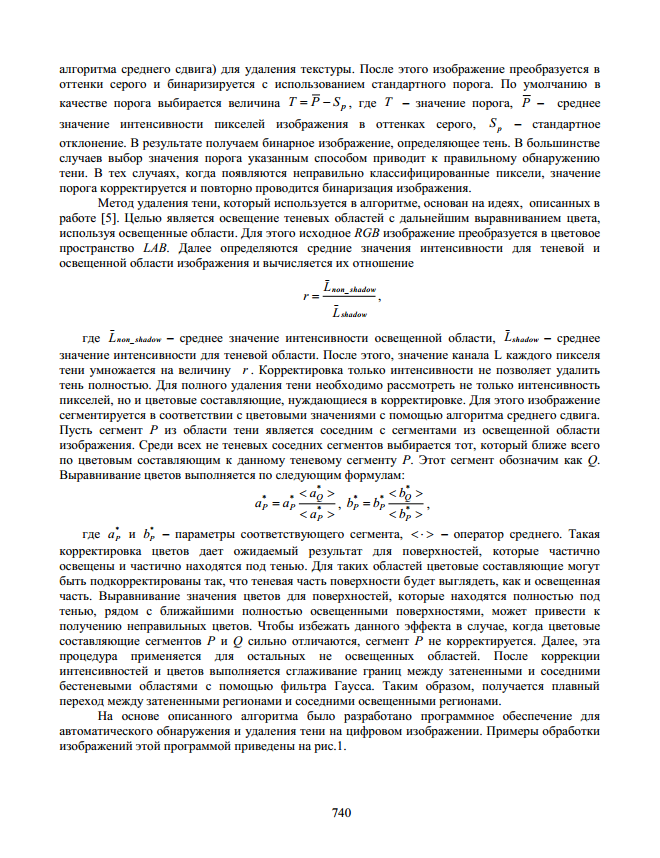 алгоритма среднего сдвига) для удаления текстуры. После этого изображение преобразуется в
оттенки серого и бинаризируется с использованием стандартного порога. По умолчанию в
качестве порога выбирается величина T = P̅ − S_p, где T − значение порога, P̅ − среднее
значение интенсивности пикселей изображения в оттенках серого, S_p − стандартное
отклонение. В результате получаем бинарное изображение, определяющее тень. В большинстве
случаев выбор значения порога указанным способом приводит к правильному обнаружению
тени. В тех случаях, когда появляются неправильно классифицированные пиксели, значение
порога корректируется и повторно проводится бинаризация изображения.
Метод удаления тени, который используется в алгоритме, основан на идеях, описанных в
работе [5]. Целью является освещение теневых областей с дальнейшим выравниванием цвета,
используя освещенные области. Для этого исходное RGB изображение преобразуется в цветовое
пространство LAB. Далее определяются средние значения интенсивности для теневой и
освещенной области изображения и вычисляется их отношение
r = L̄_non_shadow / L̄_shadow,
где L̄_non_shadow − среднее значение интенсивности освещенной области, L̄_shadow − среднее
значение интенсивности для теневой области. После этого, значение канала L каждого пикселя
тени умножается на величину r. Корректировка только интенсивности не позволяет удалить
тень полностью. Для полного удаления тени необходимо рассмотреть не только интенсивность
пикселей, но и цветовые составляющие, нуждающиеся в корректировке. Для этого изображение
сегментируется в соответствии с цветовыми значениями с помощью алгоритма среднего сдвига.
Пусть сегмент P из области тени является соседним с сегментами из освещенной области
изображения. Среди всех не теневых соседних сегментов выбирается тот, который ближе всего
по цветовым составляющим к данному теневому сегменту P. Этот сегмент обозначим как Q.
Выравнивание цветов выполняется по следующим формулам:
a*_P = a*_P < a*_Q > / < a*_P >, b*_P = b*_P < b*_Q > / < b*_P >,
где a*_P и b*_P − параметры соответствующего сегмента, < · > − оператор среднего. Такая
корректировка цветов дает ожидаемый результат для поверхностей, которые частично
освещены и частично находятся под тенью. Для таких областей цветовые составляющие могут
быть подкорректированы так, что теневая часть поверхности будет выглядеть, как и освещенная
часть. Выравнивание значения цветов для поверхностей, которые находятся полностью под
тенью, рядом с ближайшими полностью освещенными поверхностями, может привести к
получению неправильных цветов. Чтобы избежать данного эффекта в случае, когда цветовые
составляющие сегментов P и Q сильно отличаются, сегмент P не корректируется. Далее, эта
процедура применяется для остальных не освещенных областей. После коррекции
интенсивностей и цветов выполняется сглаживание границ между затененными и соседними
бестеневыми областями с помощью фильтра Гаусса. Таким образом, получается плавный
переход между затененными регионами и соседними освещенными регионами.
На основе описанного алгоритма было разработано программное обеспечение для
автоматического обнаружения и удаления тени на цифровом изображении. Примеры обработки
изображений этой программой приведены на рис.1.
740